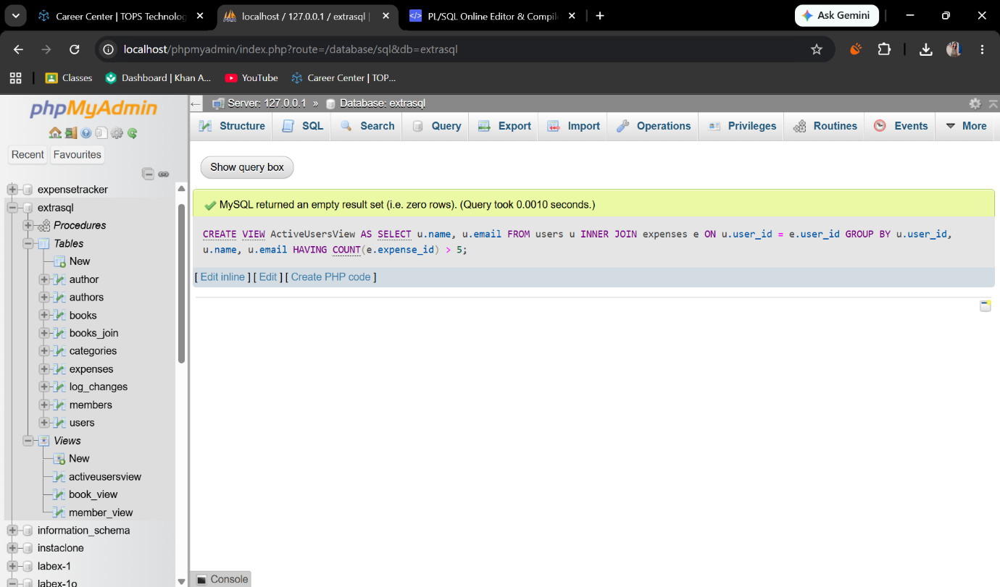 Career Center | TOPS Technolog
localhost / 127.0.0.1 / extrasql |
PL/SQL Online Editor & Compil
Ask Gemini
localhost/phpmyadmin/index.php?route=/database/sql&db=extrasql
Classes
Dashboard | Khan A...
YouTube
Career Center | TOP...
phpMyAdmin
Recent
Favourites
expensetracker
extrasql
Procedures
Tables
New
author
authors
books
books_join
categories
expenses
log_changes
members
users
Views
New
activeusersview
book_view
member_view
information_schema
instaclone
labex-1
labex-1o
Server: 127.0.0.1 » Database: extrasql
Structure
SQL
Search
Query
Export
Import
Operations
Privileges
Routines
Events
More
Show query box
MySQL returned an empty result set (i.e. zero rows). (Query took 0.0010 seconds.)
CREATE VIEW ActiveUsersView AS SELECT u.name, u.email FROM users u INNER JOIN expenses e ON u.user_id = e.user_id GROUP BY u.user_id,
u.name, u.email HAVING COUNT(e.expense_id) > 5;
[ Edit inline ] [ Edit ] [ Create PHP code ]
Console